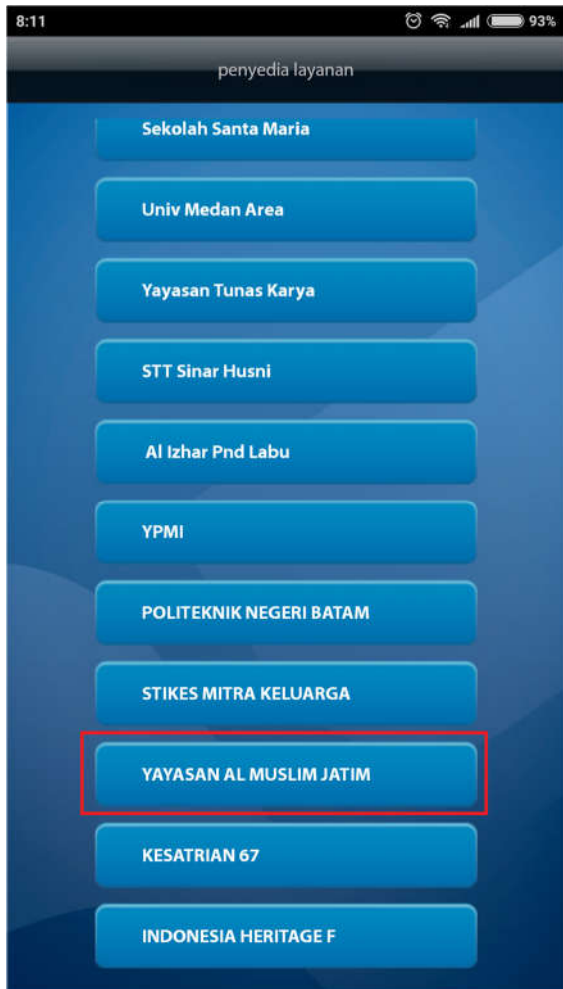 8:11
93%
penyedia layanan
Sekolah Santa Maria
Univ Medan Area
Yayasan Tunas Karya
STT Sinar Husni
Al Izhar Pnd Labu
YPMI
POLITEKNIK NEGERI BATAM
STIKES MITRA KELUARGA
YAYASAN AL MUSLIM JATIM
KESATRIAN 67
INDONESIA HERITAGE F